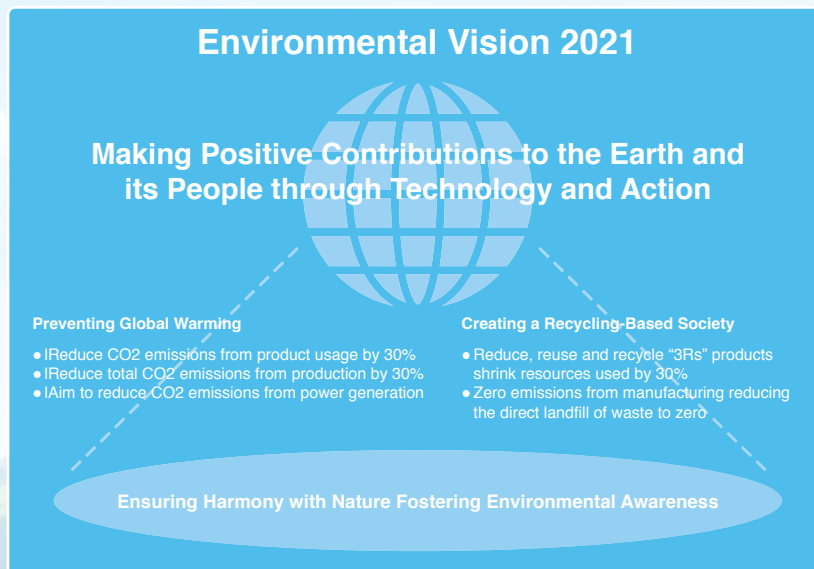 Environmental Vision 2021
Making Positive Contributions to the Earth and
its People through Technology and Action
Preventing Global Warming
● IReduce CO2 emissions from product usage by 30%
● IReduce total CO2 emissions from production by 30%
● IAim to reduce CO2 emissions from power generation
Creating a Recycling-Based Society
● Reduce, reuse and recycle “3Rs” products
shrink resources used by 30%
● Zero emissions from manufacturing reducing
the direct landfill of waste to zero
Ensuring Harmony with Nature Fostering Environmental Awareness